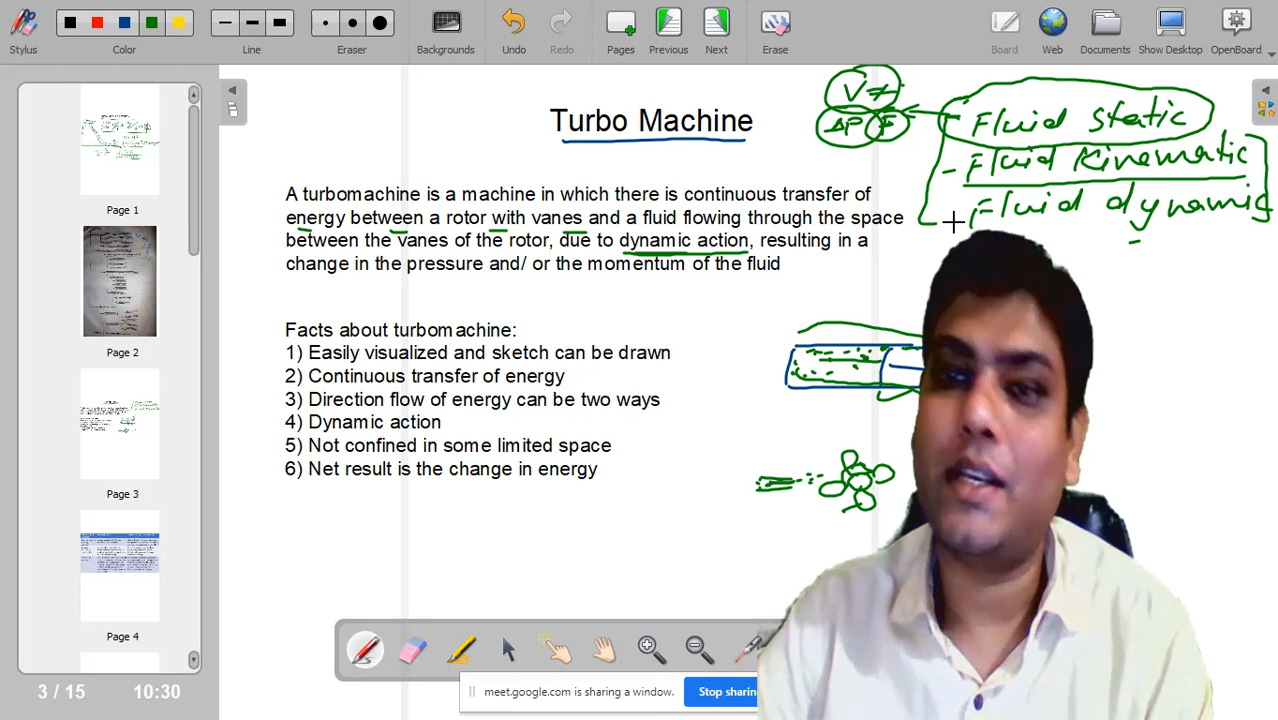 Stylus
Color
Line
Eraser
Backgrounds
Undo
Redo
Pages
Previous
Next
Erase
Board
Web
Documents
Show Desktop
OpenBoard
Page 1
Page 2
Page 3
Page 4
3 / 15
10:30
Turbo Machine
V
ΔP
F
Fluid Static
- Fluid Kinematic
Fluid dynamic
A turbomachine is a machine in which there is continuous transfer of
energy between a rotor with vanes and a fluid flowing through the space
between the vanes of the rotor, due to dynamic action, resulting in a
change in the pressure and/ or the momentum of the fluid
Facts about turbomachine:
1) Easily visualized and sketch can be drawn
2) Continuous transfer of energy
3) Direction flow of energy can be two ways
4) Dynamic action
5) Not confined in some limited space
6) Net result is the change in energy
meet.google.com is sharing a window.
Stop sharin